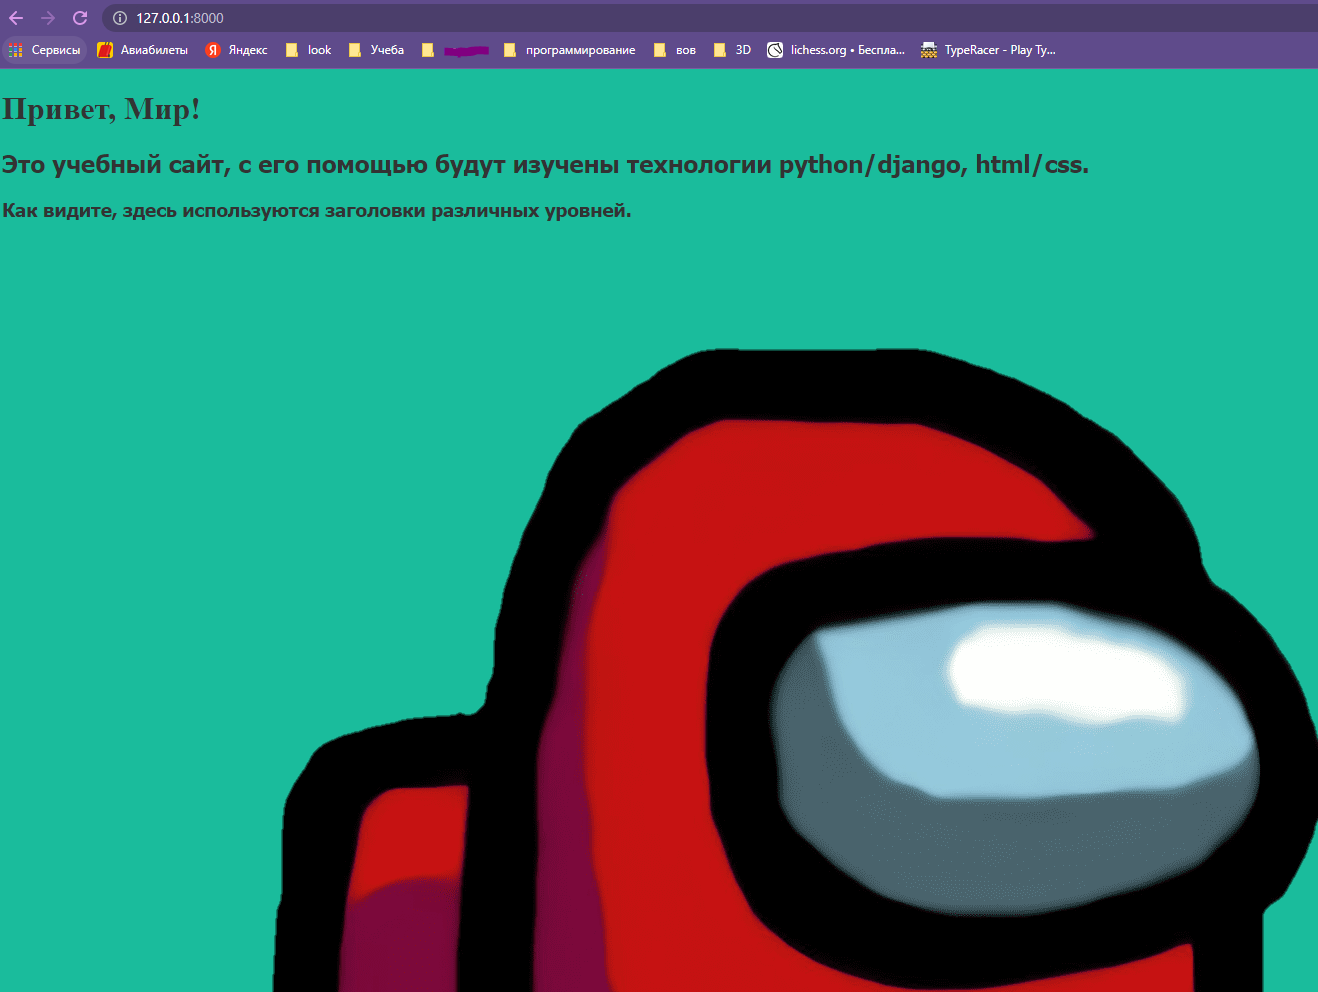 127.0.0.1:8000
Сервисы Авиабилеты Я Яндекс look Учеба программирование вов 3D lichess.org • Беспла... TypeRacer - Play Ty...
Привет, Мир!
Это учебный сайт, с его помощью будут изучены технологии python/django, html/css.
Как видите, здесь используются заголовки различных уровней.